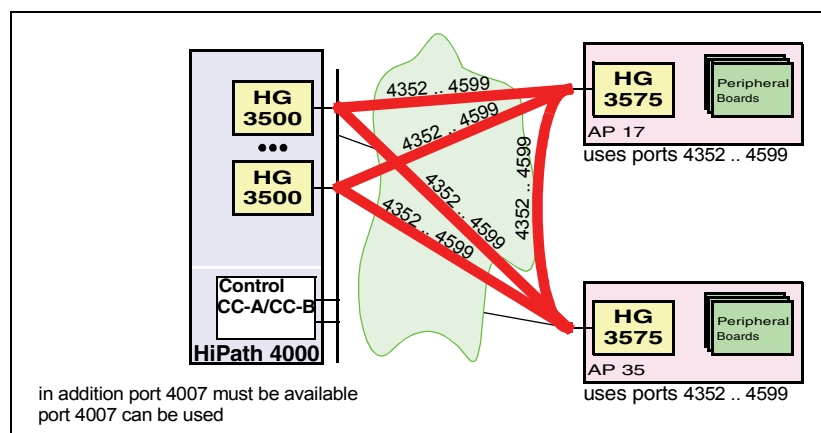 HG
3500
•••
HG
3500
Control
CC-A/CC-B
HiPath 4000
4352 .. 4599
4352 .. 4599
4352 .. 4599
4352 .. 4599
4352 .. 4599
HG
3575
Peripheral
Boards
AP 17
uses ports 4352 .. 4599
HG
3575
Peripheral
Boards
AP 35
uses ports 4352 .. 4599
in addition port 4007 must be available
port 4007 can be used